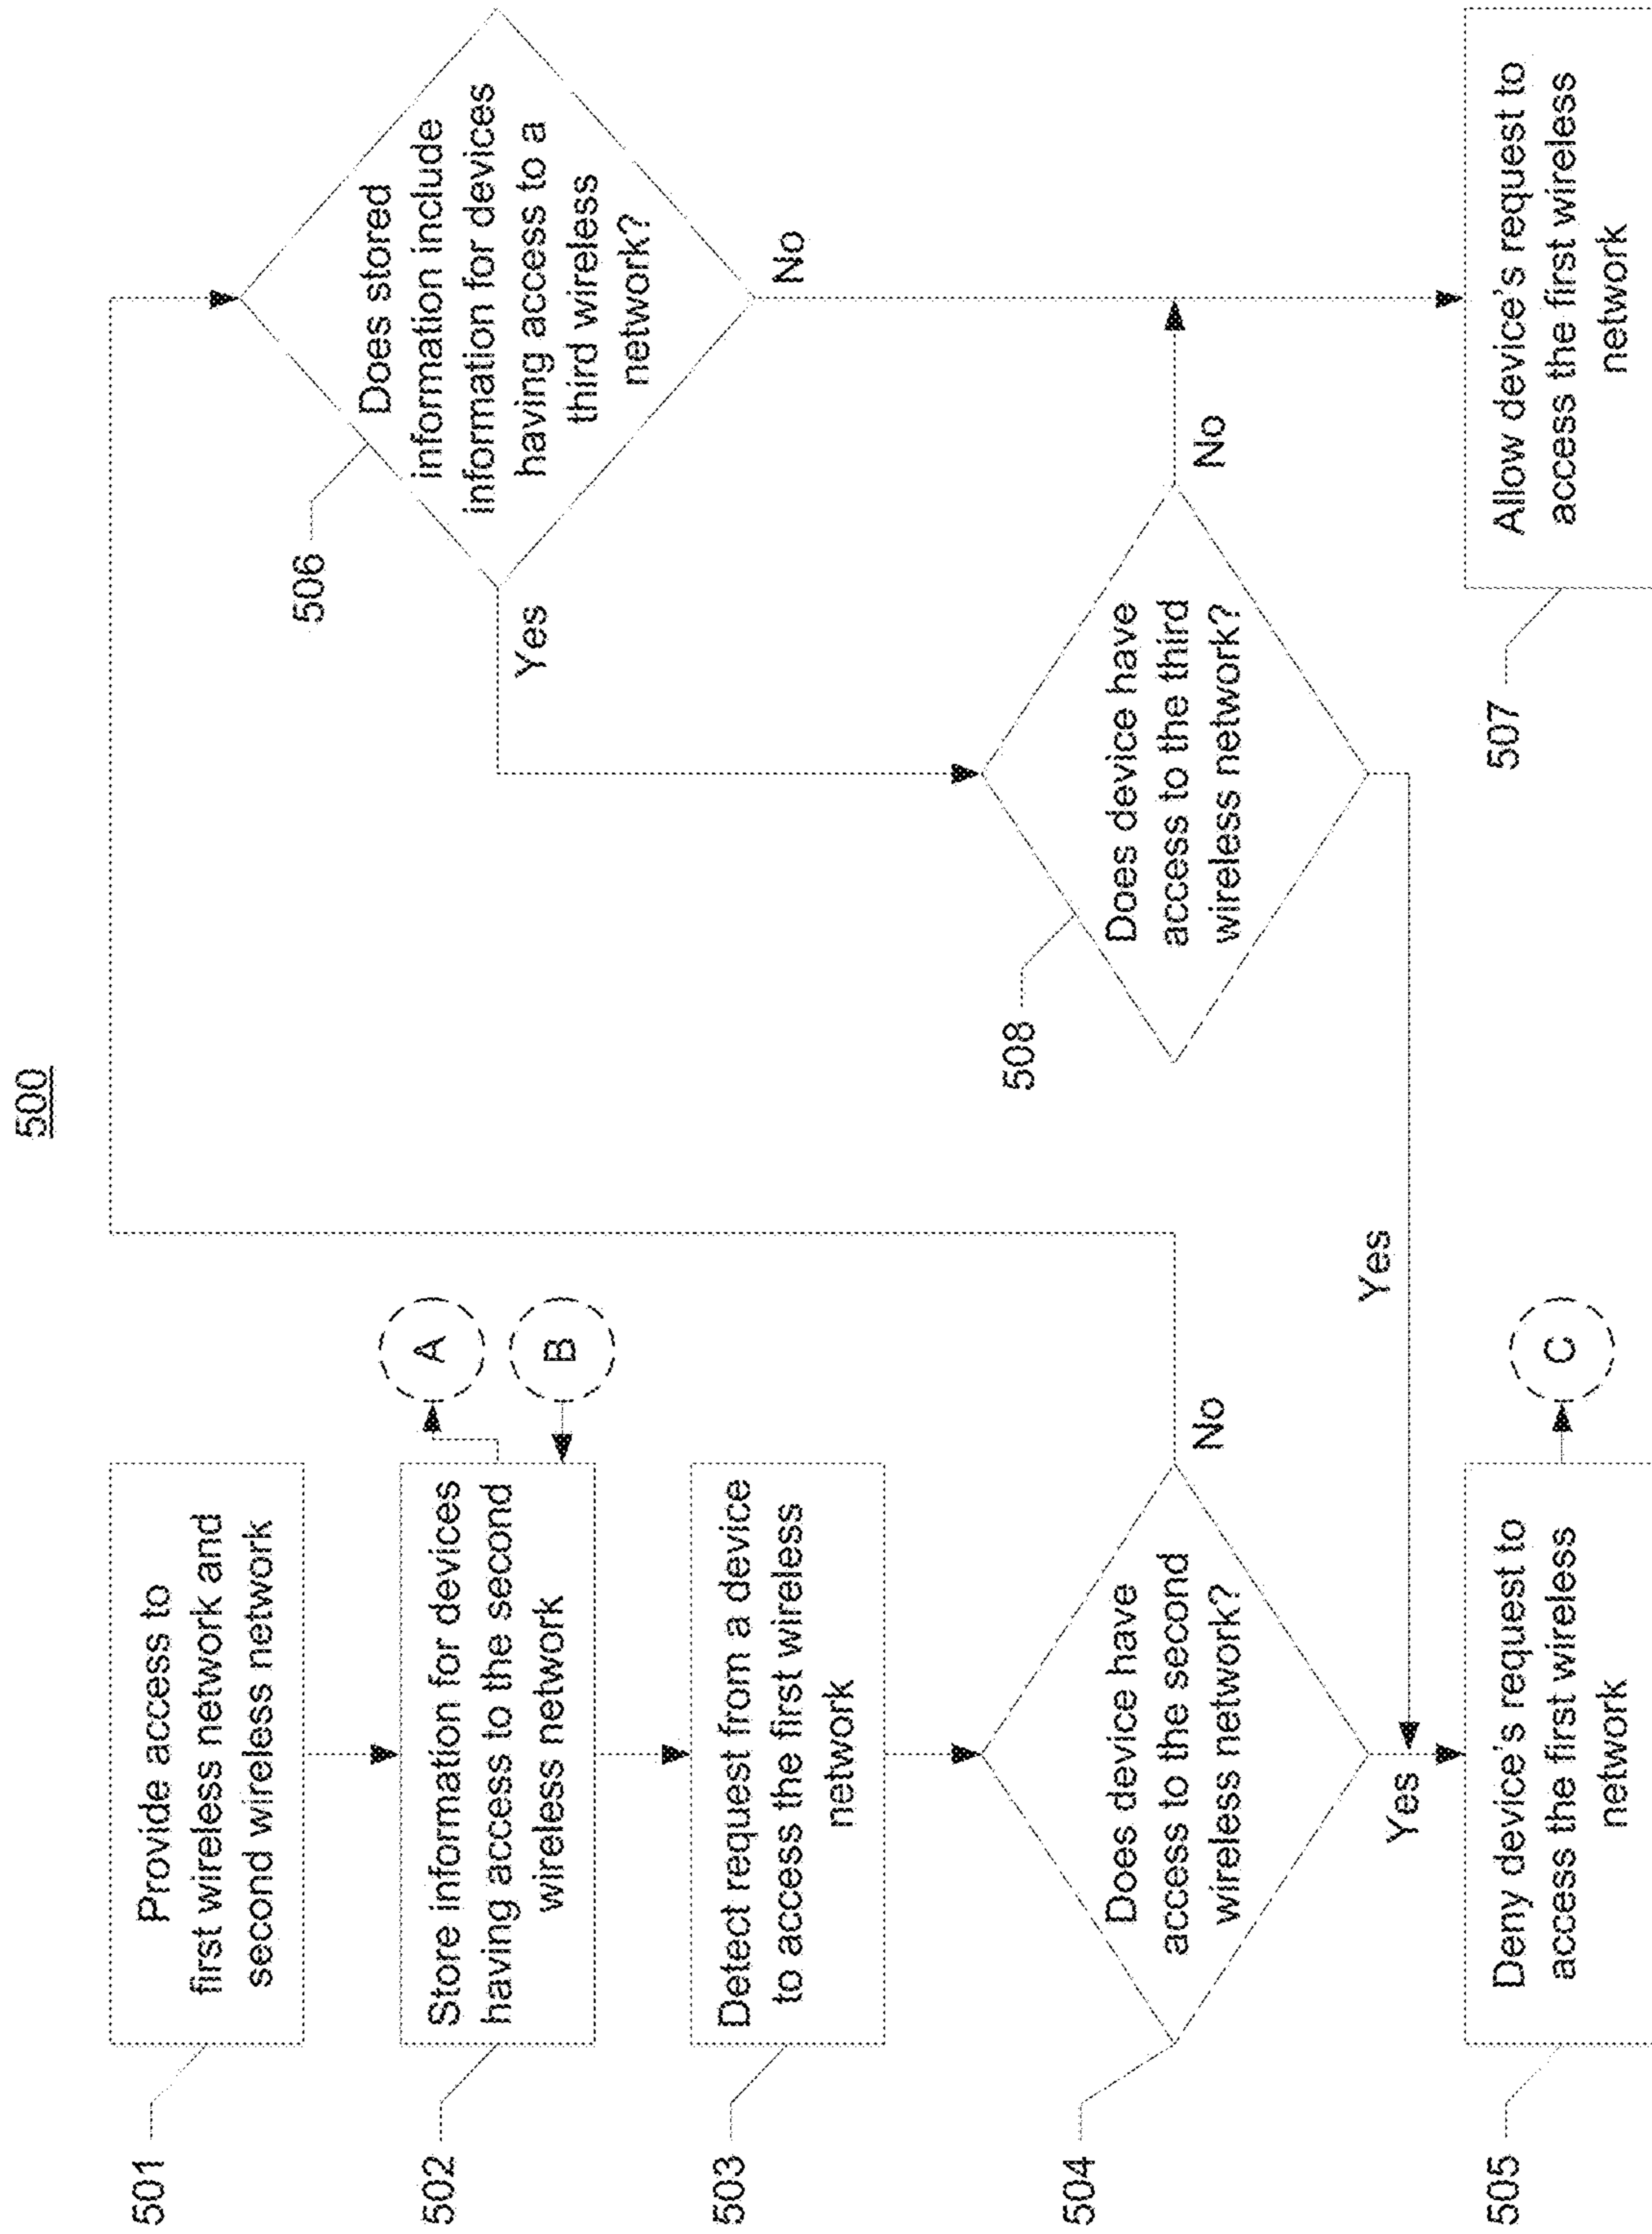 500
501
Provide access to
first wireless network and
second wireless network
502
Store information for devices
having access to the second
wireless network
A
B
503
Detect request from a device
to access the first wireless
network
504
Does device have
access to the second
wireless network?
No
Yes
505
Deny device's request to
access the first wireless
network
C
506
Does stored
information include
information for devices
having access to a
third wireless
network?
Yes
No
508
Does device have
access to the third
wireless network?
No
Yes
507
Allow device's request to
access the first wireless
network